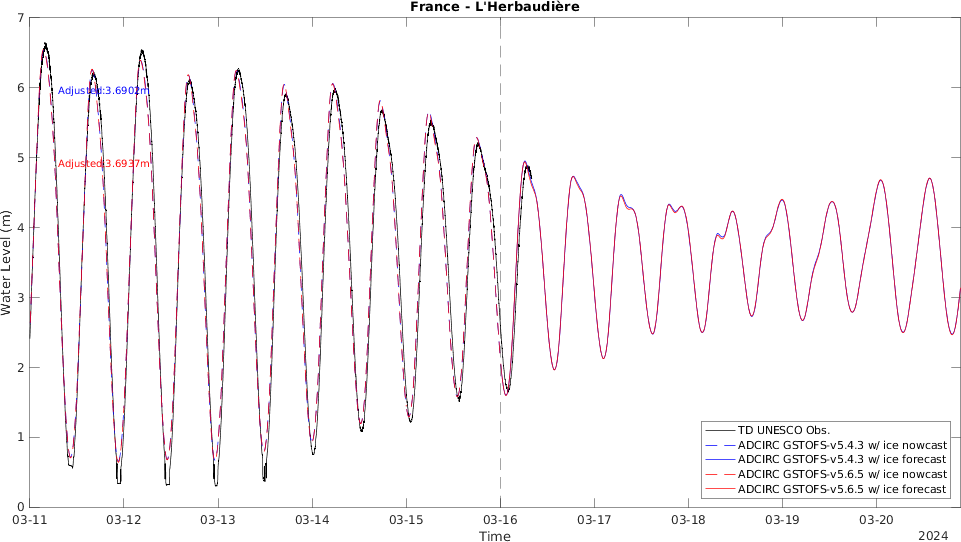 France - L'Herbaudière
7
6
5
4
3
2
1
0
Water Level (m)
Adjusted:3.6902m
Adjusted:3.6937m
TD UNESCO Obs.
ADCIRC GSTOFS-v5.4.3 w/ ice nowcast
ADCIRC GSTOFS-v5.4.3 w/ ice forecast
ADCIRC GSTOFS-v5.6.5 w/ ice nowcast
ADCIRC GSTOFS-v5.6.5 w/ ice forecast
03-11 03-12 03-13 03-14 03-15 03-16 03-17 03-18 03-19 03-20
Time
2024